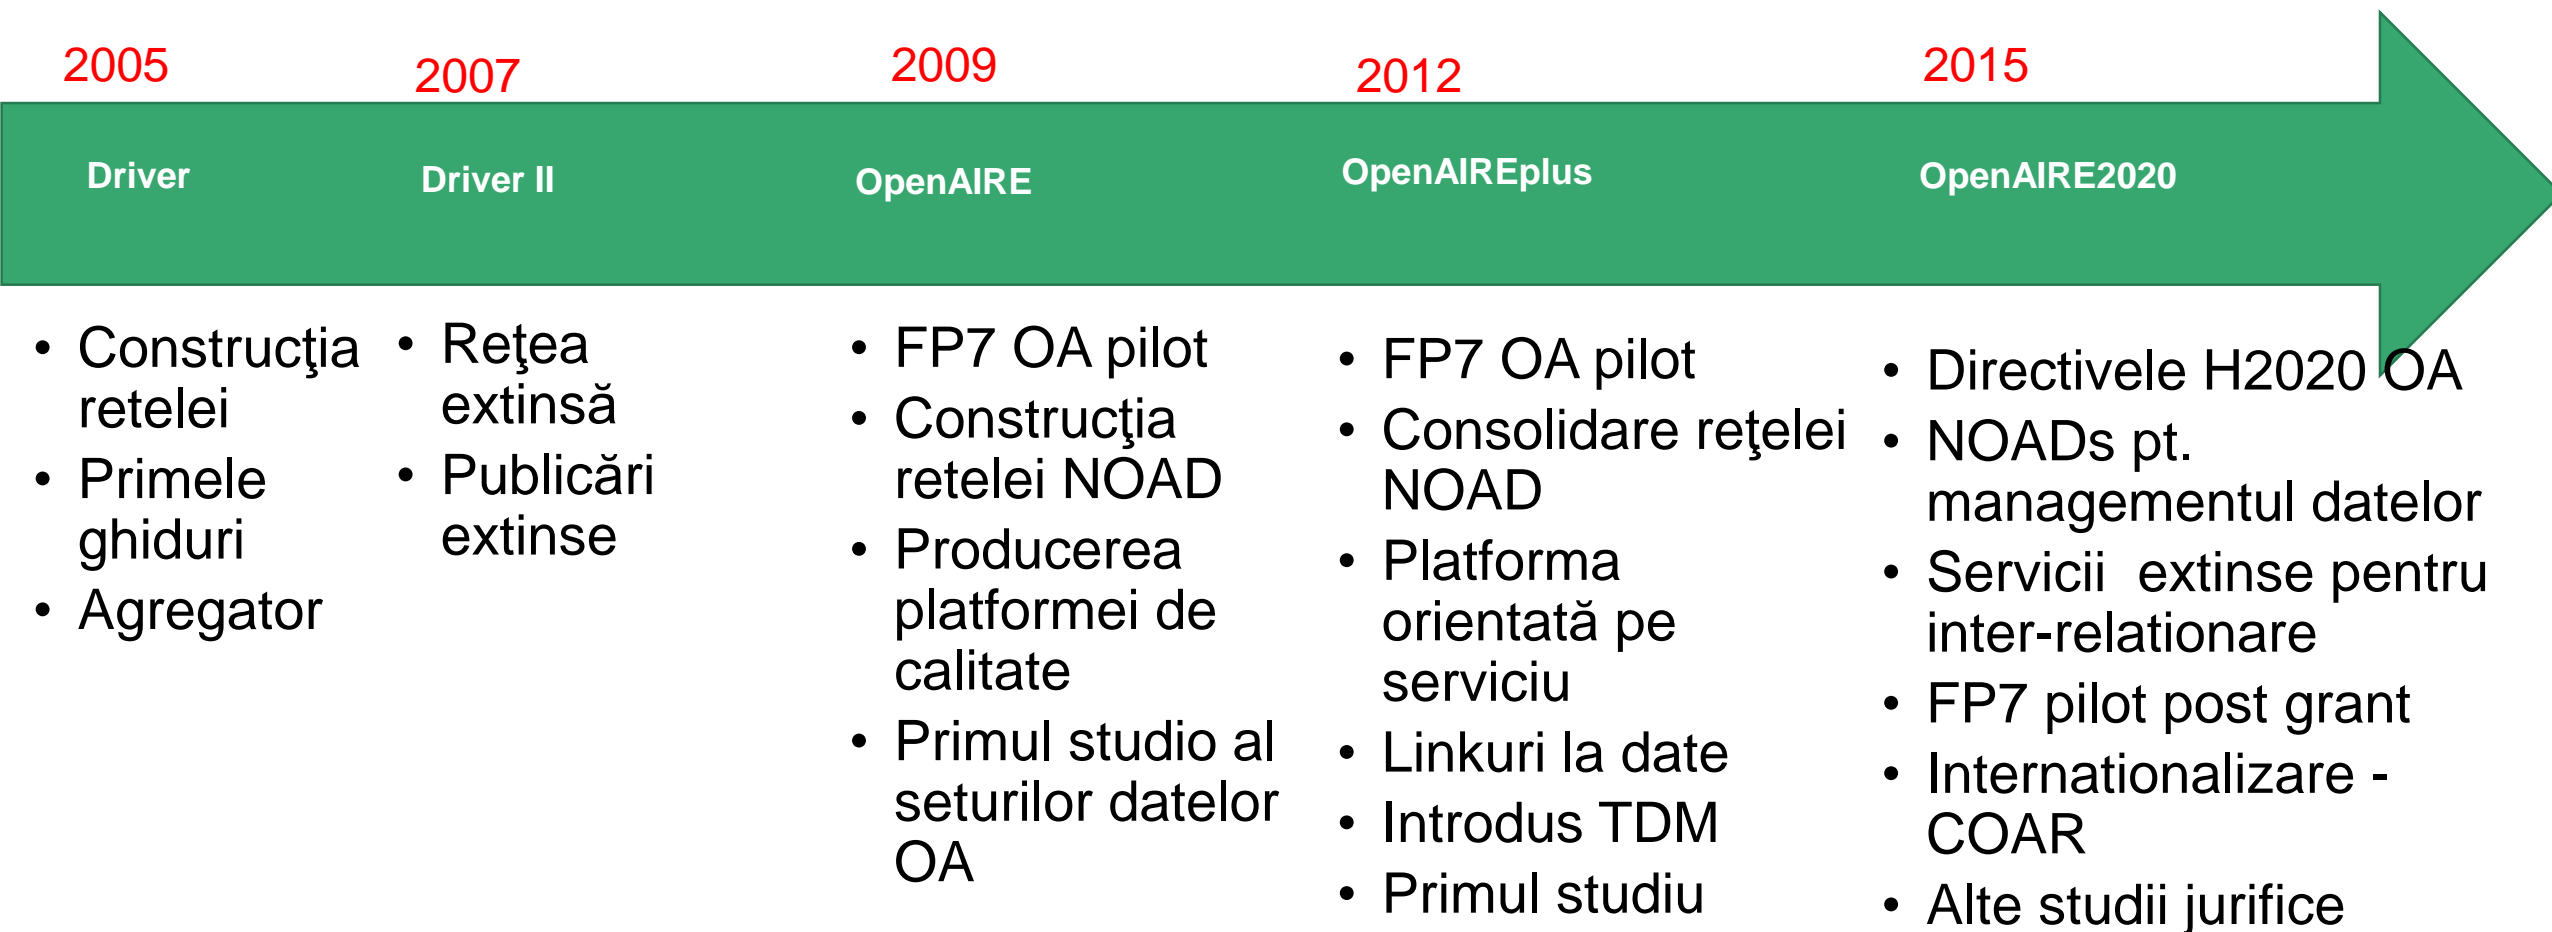 2005
2007
2009
2012
2015
Driver
Driver II
OpenAIRE
OpenAIREplus
OpenAIRE2020
• Construcţia
retelei
• Primele
ghiduri
• Agregator
• Reţea
extinsă
• Publicări
extinse
• FP7 OA pilot
• Construcţia
retelei NOAD
• Producerea
platformei de
calitate
• Primul studio al
seturilor datelor
OA
• FP7 OA pilot
• Consolidare reţelei
NOAD
• Platforma
orientată pe
serviciu
• Linkuri la date
• Introdus TDM
• Primul studiu
• Directivele H2020 OA
• NOADs pt.
managementul datelor
• Servicii  extinse pentru
inter-relationare
• FP7 pilot post grant
• Internationalizare -
COAR
• Alte studii jurifice